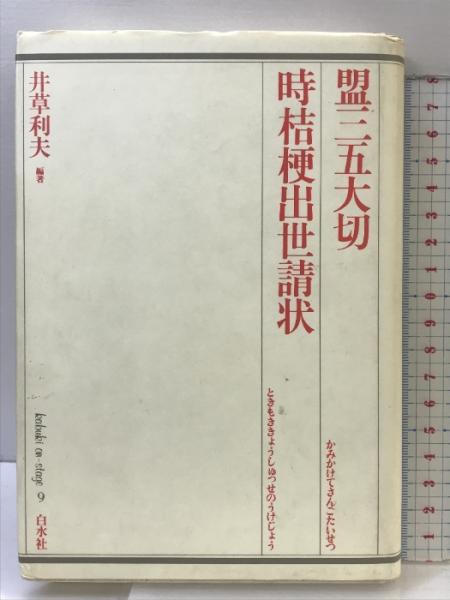 盟三五大切
かみかけてさんごたいせつ
時桔梗出世請状
ときもききょうしゅつせのうけじょう
井草利夫 編著
kabuki on-stage 9
白水社